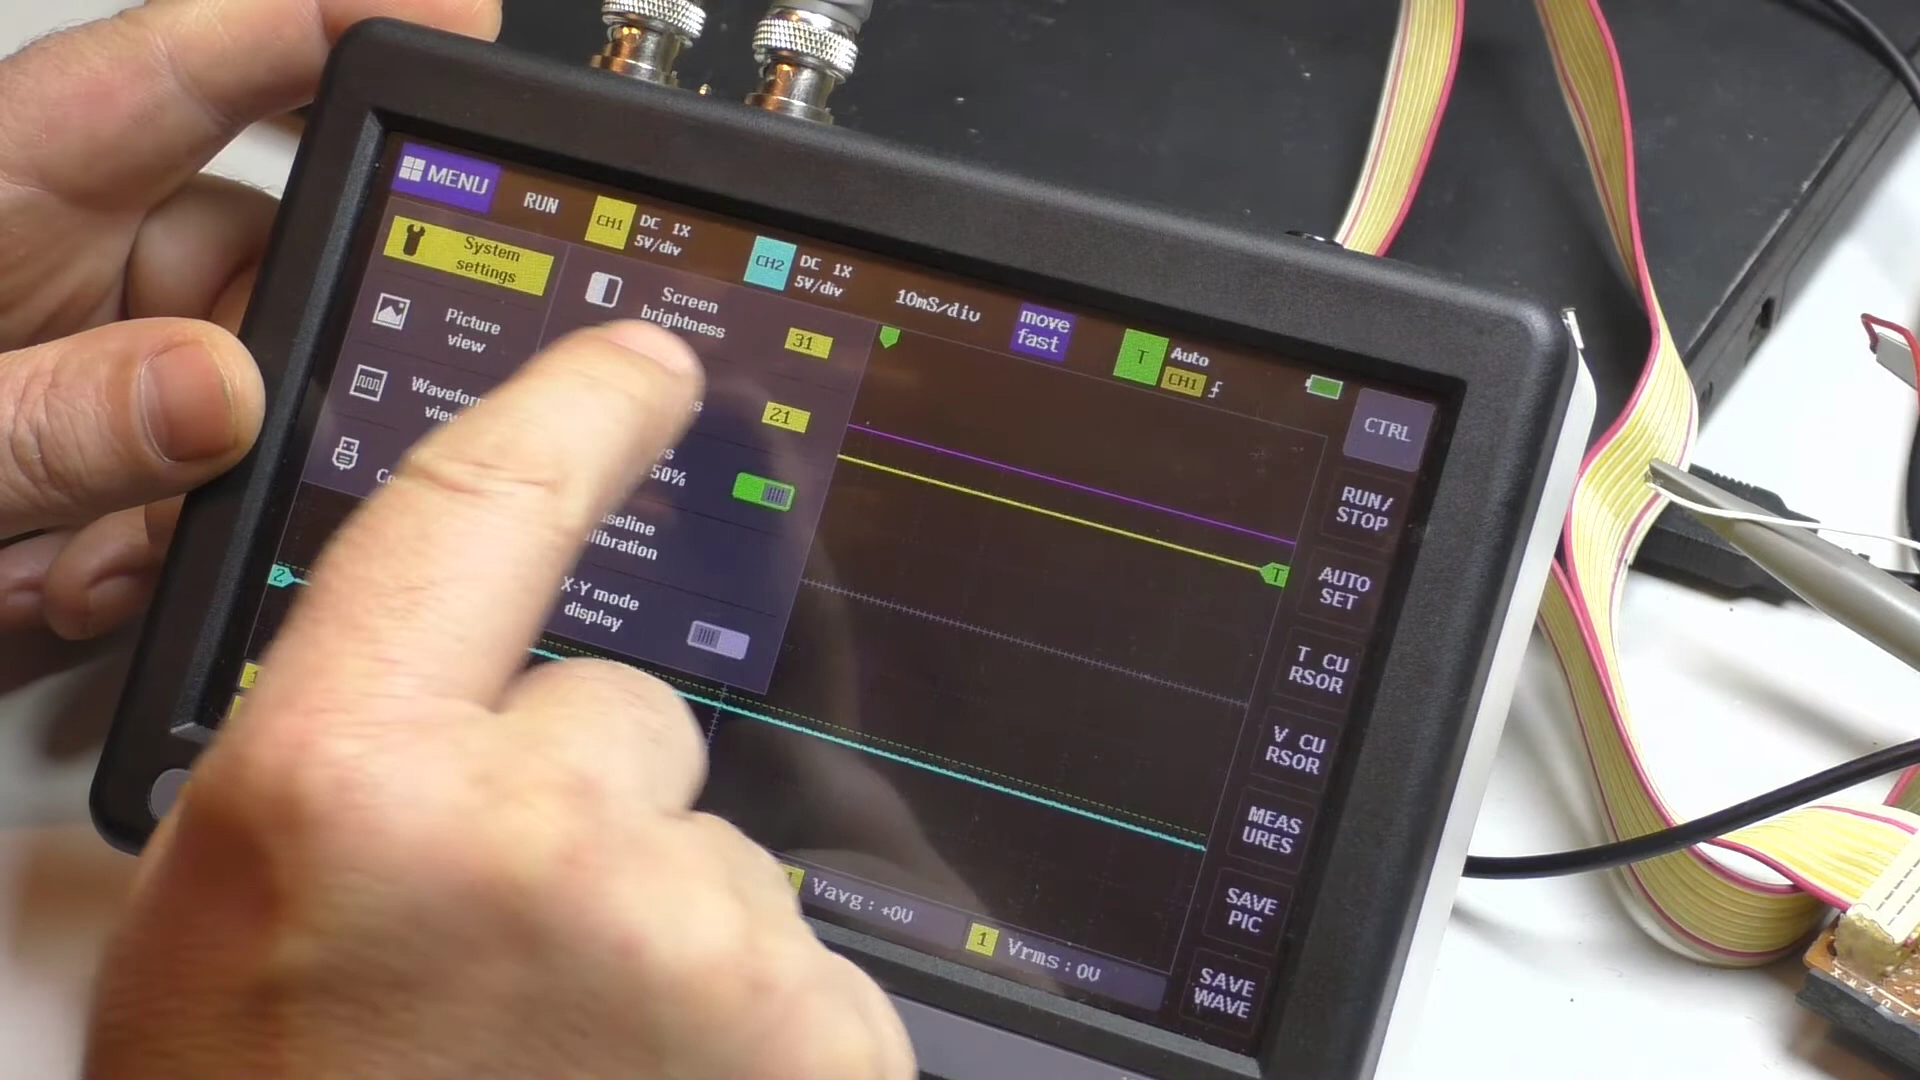 MENU
RUN
CH1
DC 1X
5V/div
CH2
DC 1X
5V/div
10mS/div
move
fast
T
Auto
CH1
System
settings
Picture
view
Screen
brightness
31
21
50%
X-Y mode
display
2
T
CTRL
RUN/
STOP
AUTO
SET
T CU
RSOR
V CU
RSOR
MEAS
URES
SAVE
PIC
SAVE
WAVE
1
Vavg:+0V
1
Vrms:0V